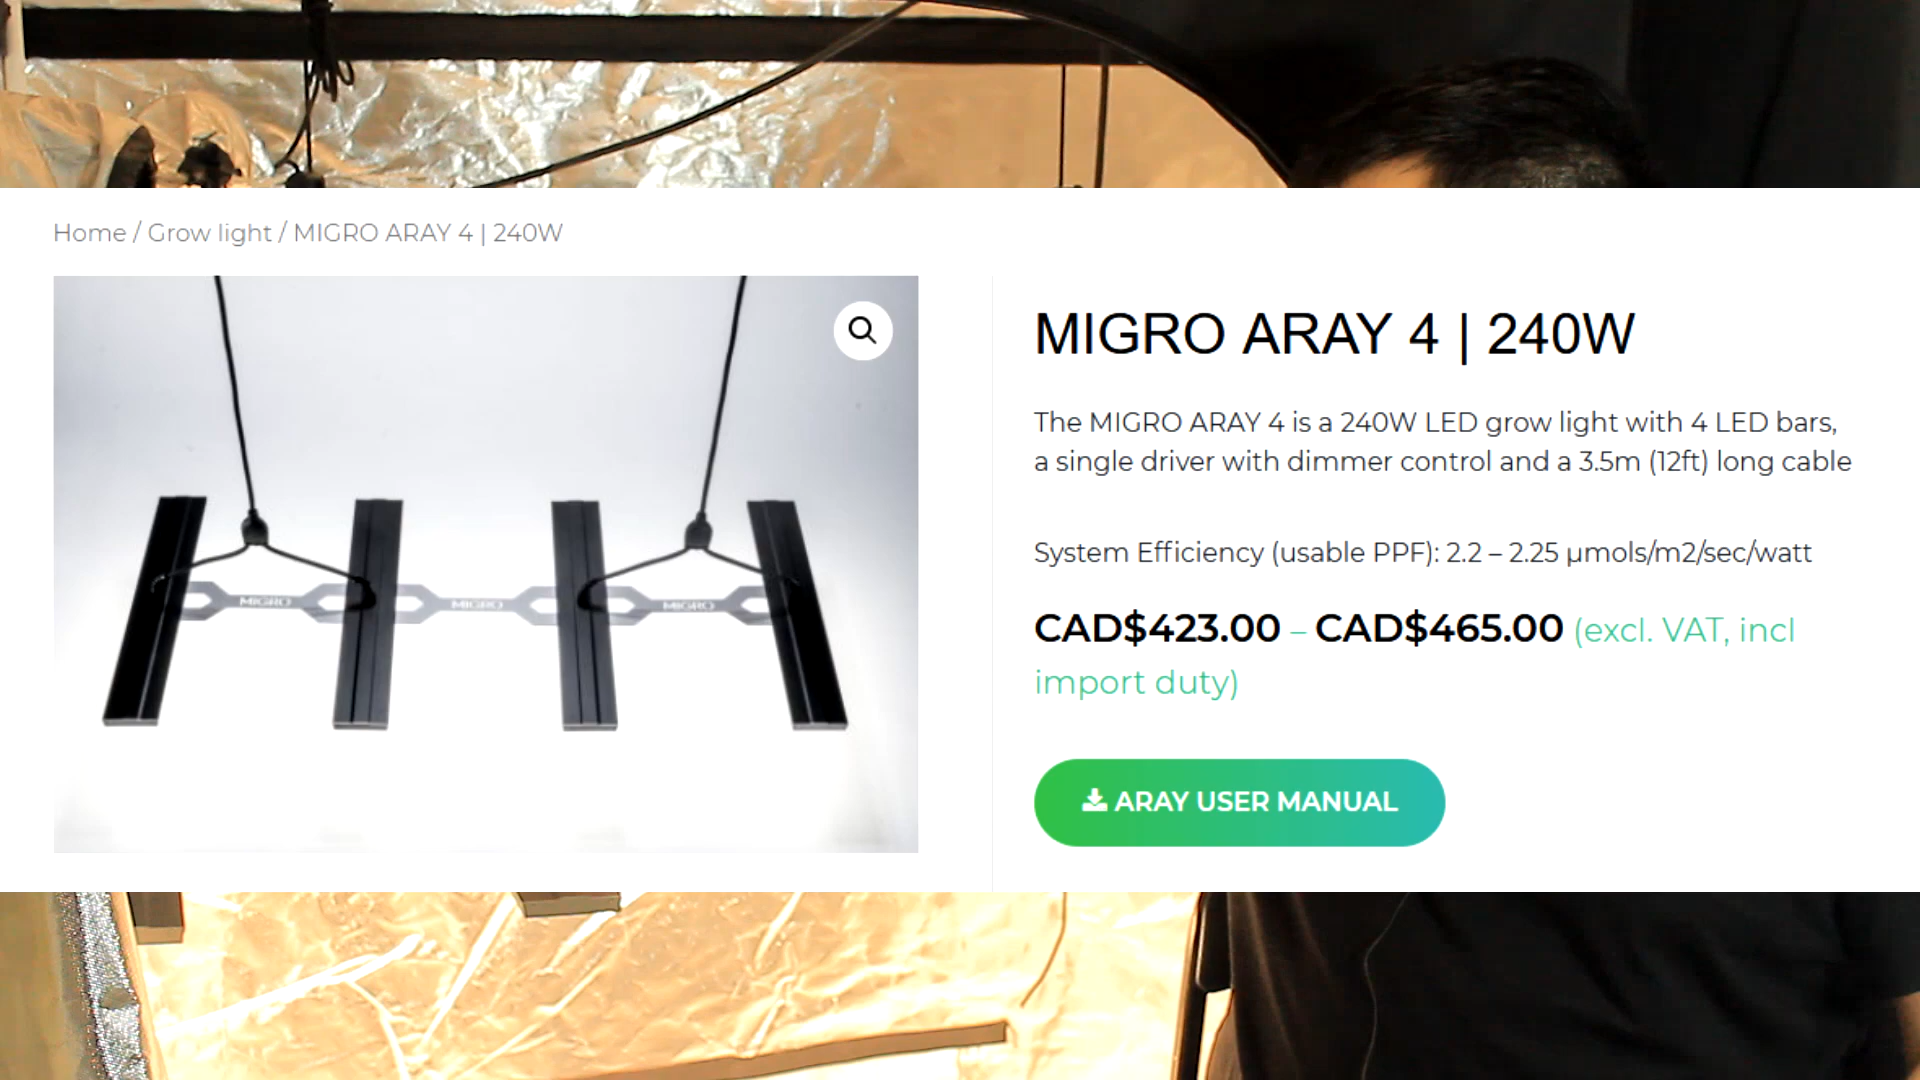 Home / Grow light / MIGRO ARAY 4 | 240W
MIGRO MIGRO MIGRO
MIGRO ARAY 4 | 240W
The MIGRO ARAY 4 is a 240W LED grow light with 4 LED bars,
a single driver with dimmer control and a 3.5m (12ft) long cable
System Efficiency (usable PPF): 2.2 – 2.25 µmols/m2/sec/watt
CAD$423.00 – CAD$465.00 (excl. VAT, incl
import duty)
ARAY USER MANUAL